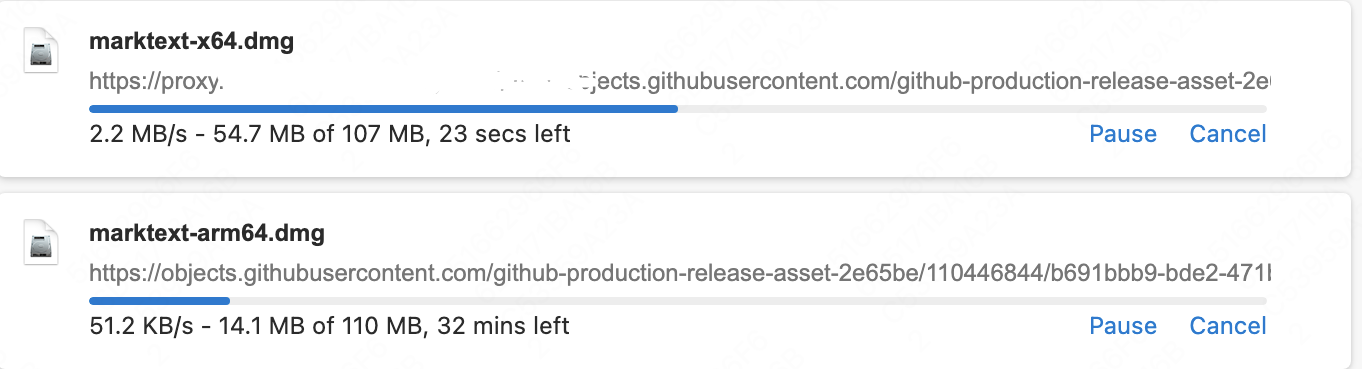 marktext-x64.dmg
https://proxy. jects.githubusercontent.com/github-production-release-asset-2e
2.2 MB/s - 54.7 MB of 107 MB, 23 secs left
Pause Cancel
marktext-arm64.dmg
https://objects.githubusercontent.com/github-production-release-asset-2e65be/110446844/b691bbb9-bde2-471
51.2 KB/s - 14.1 MB of 110 MB, 32 mins left
Pause Cancel